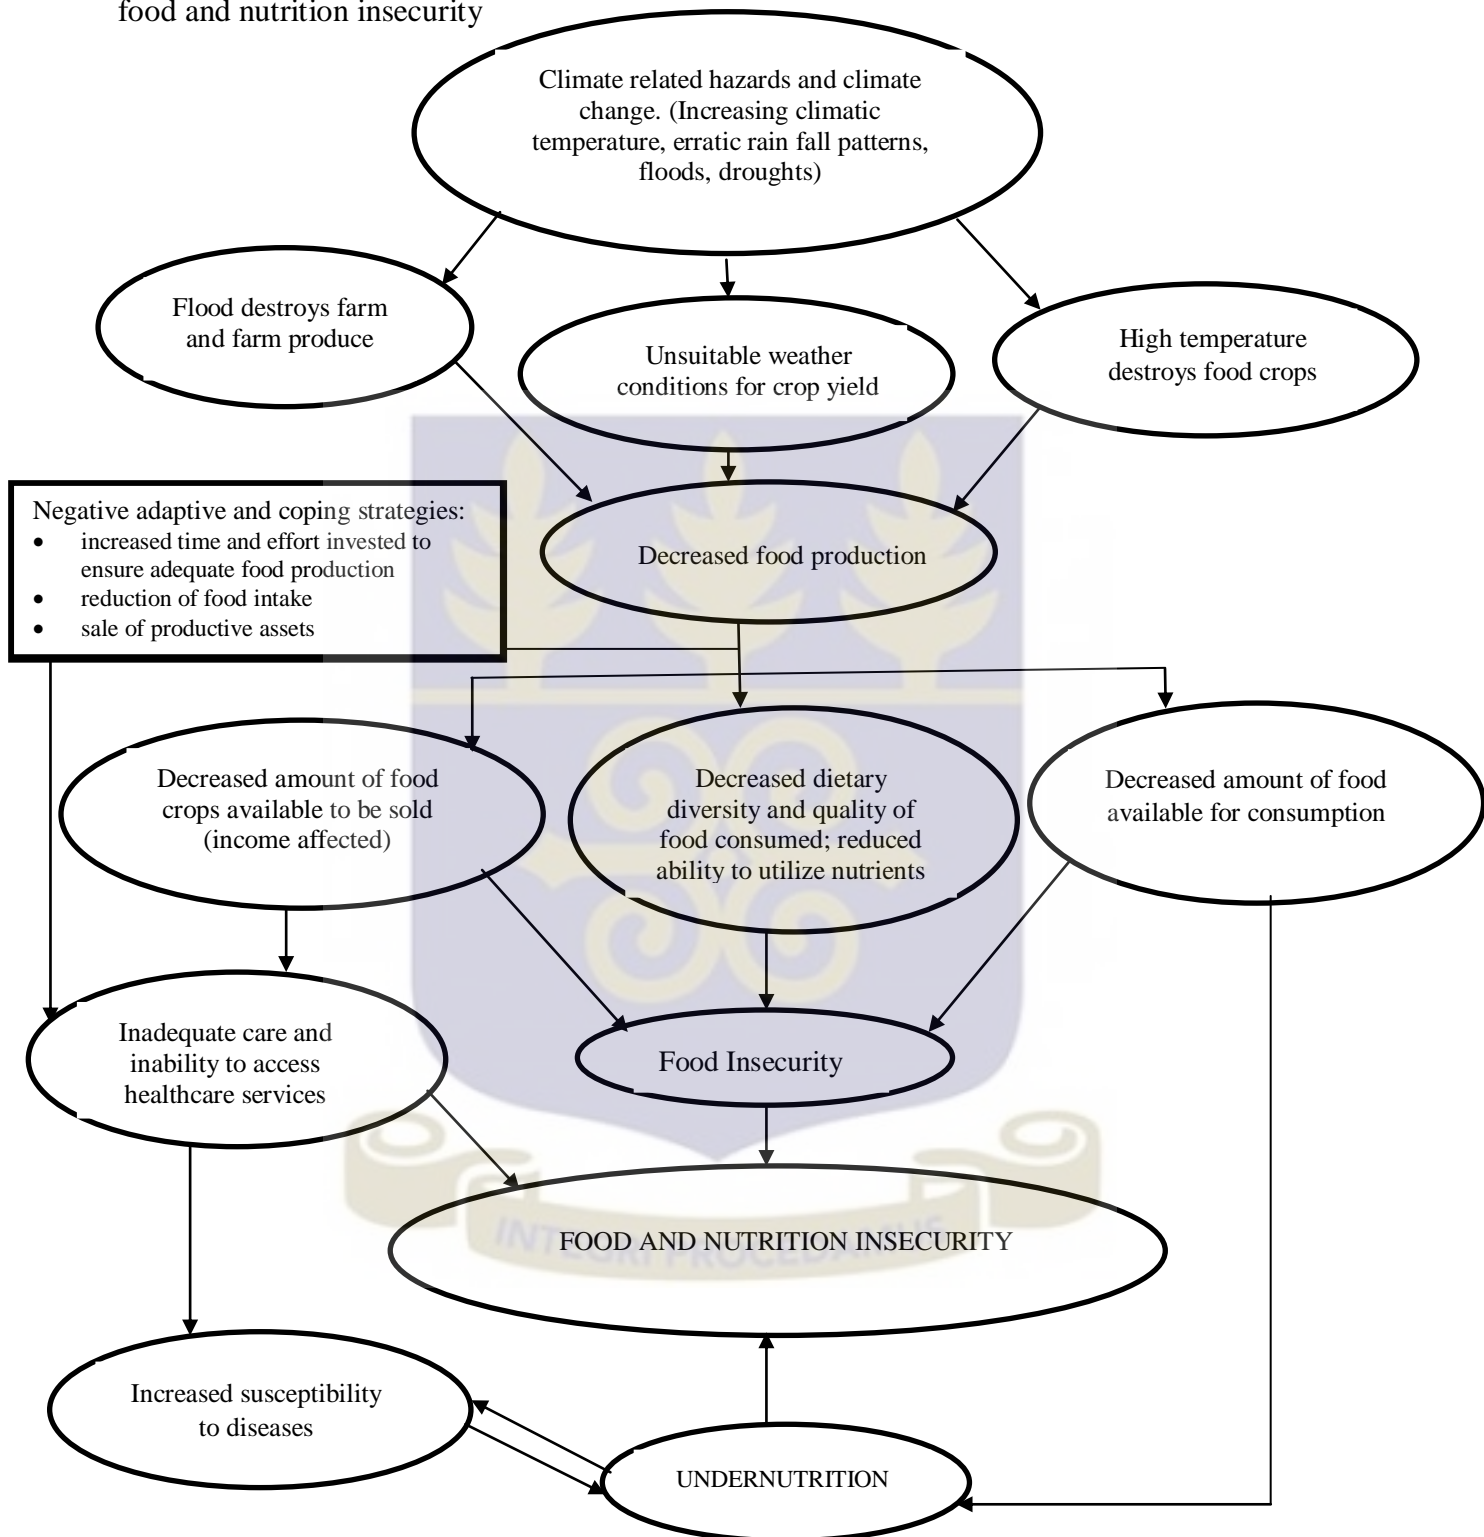 food and nutrition insecurity
Climate related hazards and climate
change. (Increasing climatic
temperature, erratic rain fall patterns,
floods, droughts)
Flood destroys farm
and farm produce
Unsuitable weather
conditions for crop yield
High temperature
destroys food crops
Negative adaptive and coping strategies:
• increased time and effort invested to
ensure adequate food production
• reduction of food intake
• sale of productive assets
Decreased food production
Decreased amount of food
crops available to be sold
(income affected)
Decreased dietary
diversity and quality of
food consumed; reduced
ability to utilize nutrients
Decreased amount of food
available for consumption
Inadequate care and
inability to access
healthcare services
Food Insecurity
FOOD AND NUTRITION INSECURITY
INTEGRI PROCEDAMUS
Increased susceptibility
to diseases
UNDERNUTRITION